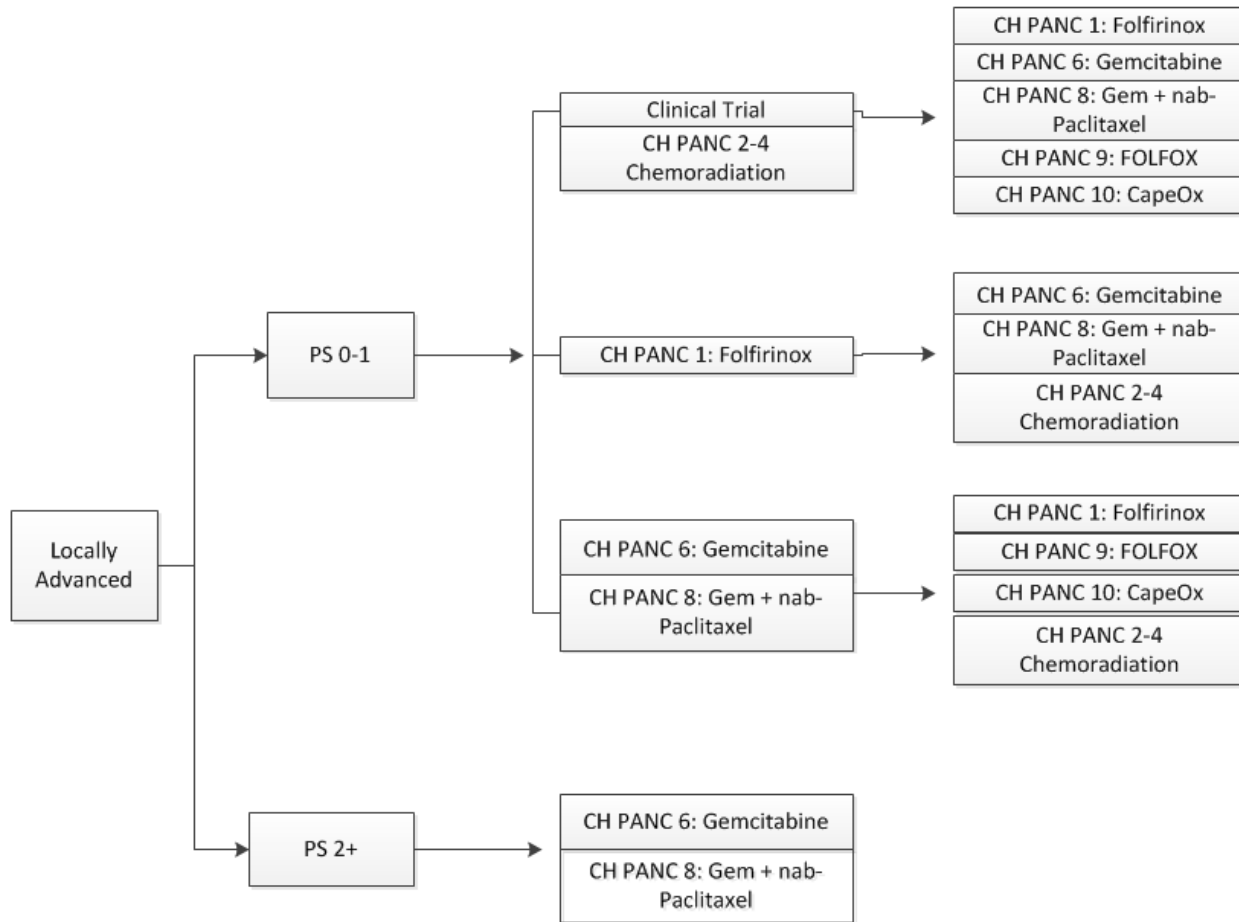 Locally
Advanced
PS 0-1
PS 2+
Clinical Trial
CH PANC 2-4
Chemoradiation
CH PANC 1: Folfirinox
CH PANC 6: Gemcitabine
CH PANC 8: Gem + nab-
Paclitaxel
CH PANC 6: Gemcitabine
CH PANC 8: Gem + nab-
Paclitaxel
CH PANC 1: Folfirinox
CH PANC 6: Gemcitabine
CH PANC 8: Gem + nab-
Paclitaxel
CH PANC 9: FOLFOX
CH PANC 10: CapeOx
CH PANC 6: Gemcitabine
CH PANC 8: Gem + nab-
Paclitaxel
CH PANC 2-4
Chemoradiation
CH PANC 1: Folfirinox
CH PANC 9: FOLFOX
CH PANC 10: CapeOx
CH PANC 2-4
Chemoradiation